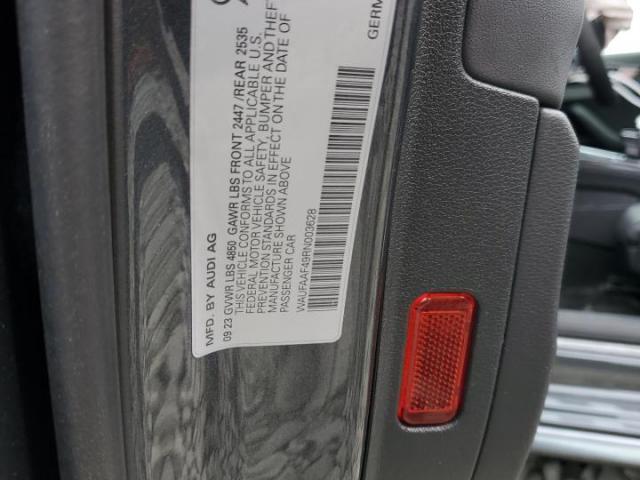 MFD. BY AUDI AG
09 23 GVWR LBS 4850 GAWR LBS FRONT 2447 /REAR 2535
THIS VEHICLE CONFORMS TO ALL APPLICABLE U.S.
FEDERAL MOTOR VEHICLE SAFETY, BUMPER AND THEFT
PREVENTION STANDARDS IN EFFECT ON THE DATE OF
MANUFACTURE SHOWN ABOVE
PASSENGER CAR
WAUFAAF49RN003628
GERM